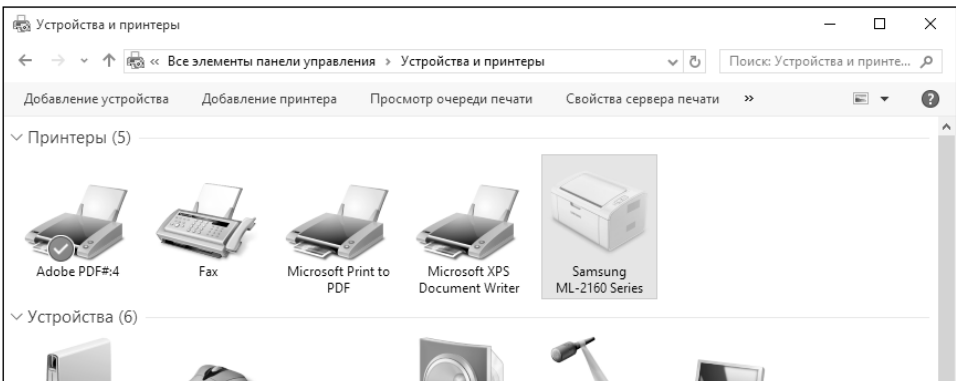 Устройства и принтеры
« Все элементы панели управления › Устройства и принтеры
Поиск: Устройства и принте...
Добавление устройства Добавление принтера Просмотр очереди печати Свойства сервера печати »
Принтеры (5)
Adobe PDF#:4
Fax
Microsoft Print to
PDF
Microsoft XPS
Document Writer
Samsung
ML-2160 Series
Устройства (6)